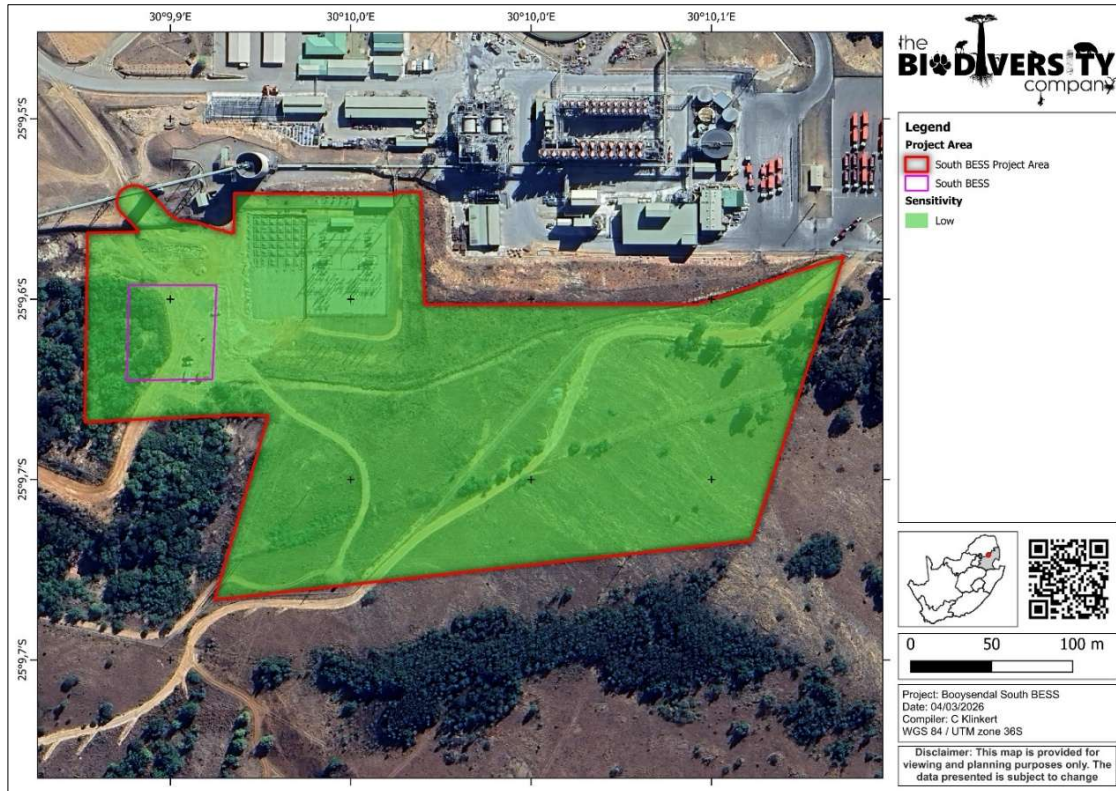 30°9,9'E 30°10,0'E 30°10,0'E 30°10,1'E
25°9,5'S
25°9,6'S
25°9,7'S
25°9,7'S
the
BIODIVERSITY
company
Legend
Project Area
South BESS Project Area
South BESS
Sensitivity
Low
0 50 100 m
Project: Booysendal South BESS
Date: 04/03/2026
Compiler: C Klinkert
WGS 84 / UTM zone 36S
Disclaimer: This map is provided for
viewing and planning purposes only. The
data presented is subject to change